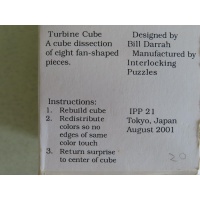 Turbine Cube
A cube dissection
of eight fan-shaped
pieces.
Designed by
Bill Darrah
Manufactured by
Interlocking
Puzzles
Instructions:
1. Rebuild cube
2. Redistribute
colors so no
edges of same
color touch
3. Return surprise
to center of cube
IPP 21
Tokyo, Japan
August 2001
20